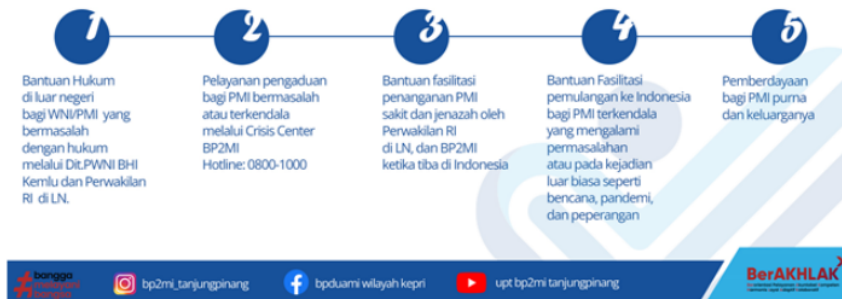 1
Bantuan Hukum
di luar negeri
bagi WNI/PMI yang
bermasalah
dengan hukum
melalui Dit.PWNI BHI
Kemlu dan Perwakilan
RI di LN.
2
Pelayanan pengaduan
bagi PMI bermasalah
atau terkendala
melalui Crisis Center
BP2MI
Hotline: 0800-1000
3
Bantuan fasilitasi
penanganan PMI
sakit dan jenazah oleh
Perwakilan RI
di LN, dan BP2MI
ketika tiba di Indonesia
4
Bantuan Fasilitasi
pemulangan ke Indonesia
bagi PMI terkendala
yang mengalami
permasalahan
atau pada kejadian
luar biasa seperti
bencana, pandemi,
dan peperangan
5
Pemberdayaan
bagi PMI purna
dan keluarganya
bangga
melayani
bangsa
bp2mi_tanjungpinang
bpduami wilayah kepri
upt bp2mi tanjungpinang
BerAKHLAK